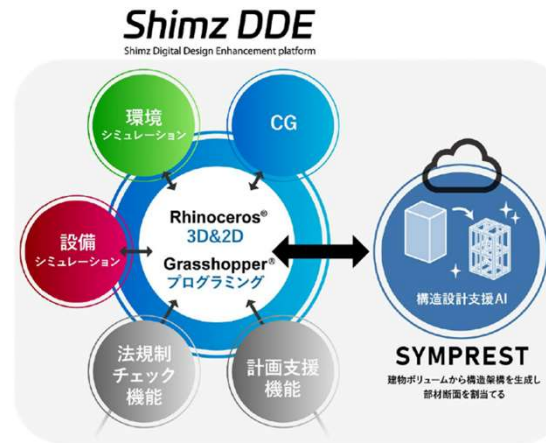 Shimz DDE
Shimz Digital Design Enhancement platform
環境
シミュレーション
CG
設備
シミュレーション
Rhinoceros®
3D&2D
Grasshopper®
プログラミング
法規制
チェック
機能
計画支援
機能
構造設計支援AI
SYMPREST
建物ボリュームから構造架構を生成し
部材断面を割当てる